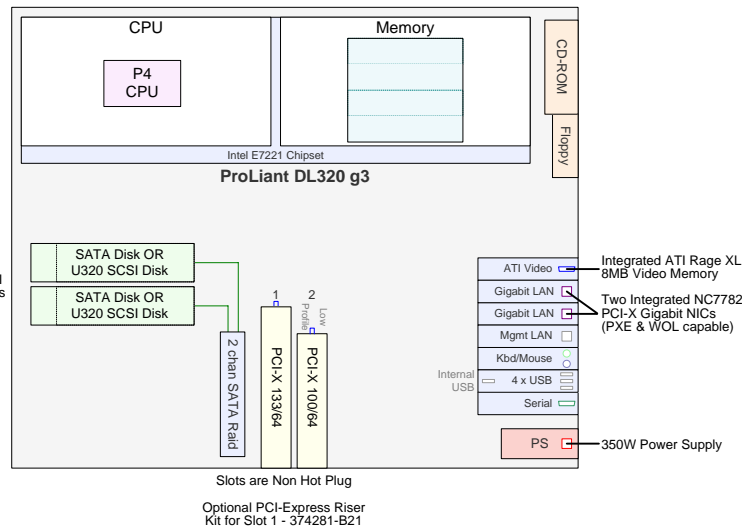 CPU
Memory
P4
CPU
CD-ROM
Floppy
Intel E7221 Chipset
ProLiant DL320 g3
SATA Disk OR
U320 SCSI Disk
SATA Disk OR
U320 SCSI Disk
2 chan SATA Raid
1
PCI-X 133/64
2
Low
Profile
PCI-X 100/64
ATI Video
Gigabit LAN
Gigabit LAN
Mgmt LAN
Kbd/Mouse
Internal
USB
4 x USB
Serial
PS
Integrated ATI Rage XL
8MB Video Memory
Two Integrated NC7782
PCI-X Gigabit NICs
(PXE & WOL capable)
350W Power Supply
Slots are Non Hot Plug
Optional PCI-Express Riser
Kit for Slot 1 - 374281-B21